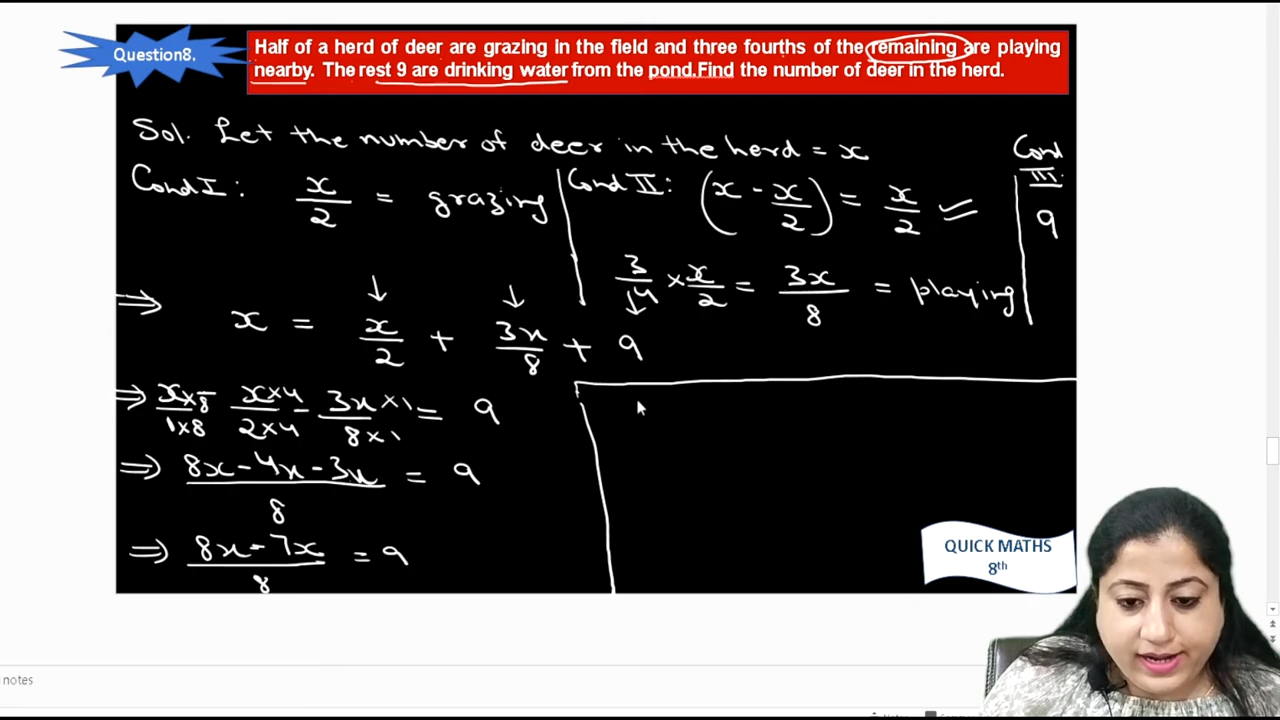 Question8.
Half of a herd of deer are grazing in the field and three fourths of the remaining are playing
nearby. The rest 9 are drinking water from the pond.Find the number of deer in the herd.
Sol. Let the number of deer in the herd = x
Cond I: x/2 = grazing
Cond II: (x - x/2) = x/2
3/4 × x/2 = 3x/8 = playing
Cond III:
9
⇒ x = x/2 + 3x/8 + 9
⇒ x×8/1×8 - x×4/2×4 - 3x×1/8×1 = 9
⇒ 8x-4x-3x/8 = 9
⇒ 8x-7x/8 = 9
QUICK MATHS
8th
notes